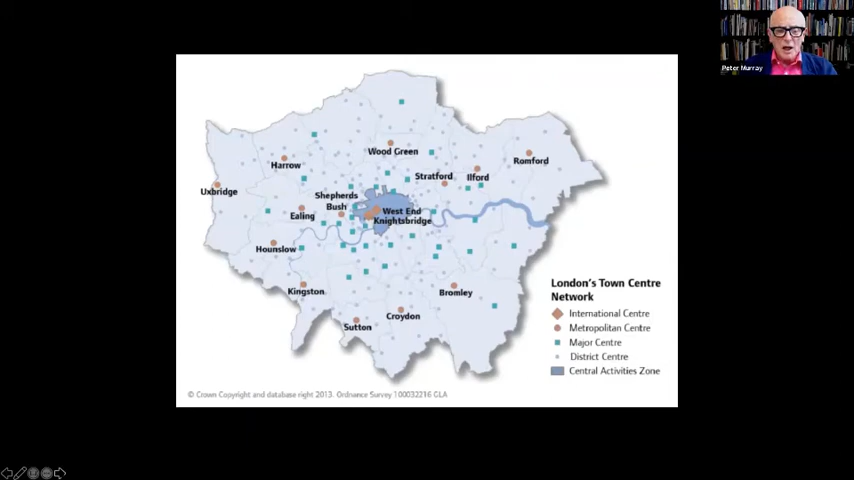 Peter Murray
Wood Green
Romford
Harrow
Stratford
Ilford
Uxbridge
Shepherds
Bush
West End
Knightsbridge
Ealing
Hounslow
Kingston
Bromley
Croydon
Sutton
London's Town Centre
Network
International Centre
Metropolitan Centre
Major Centre
District Centre
Central Activities Zone
© Crown Copyright and database right 2013. Ordnance Survey 100032216 GLA